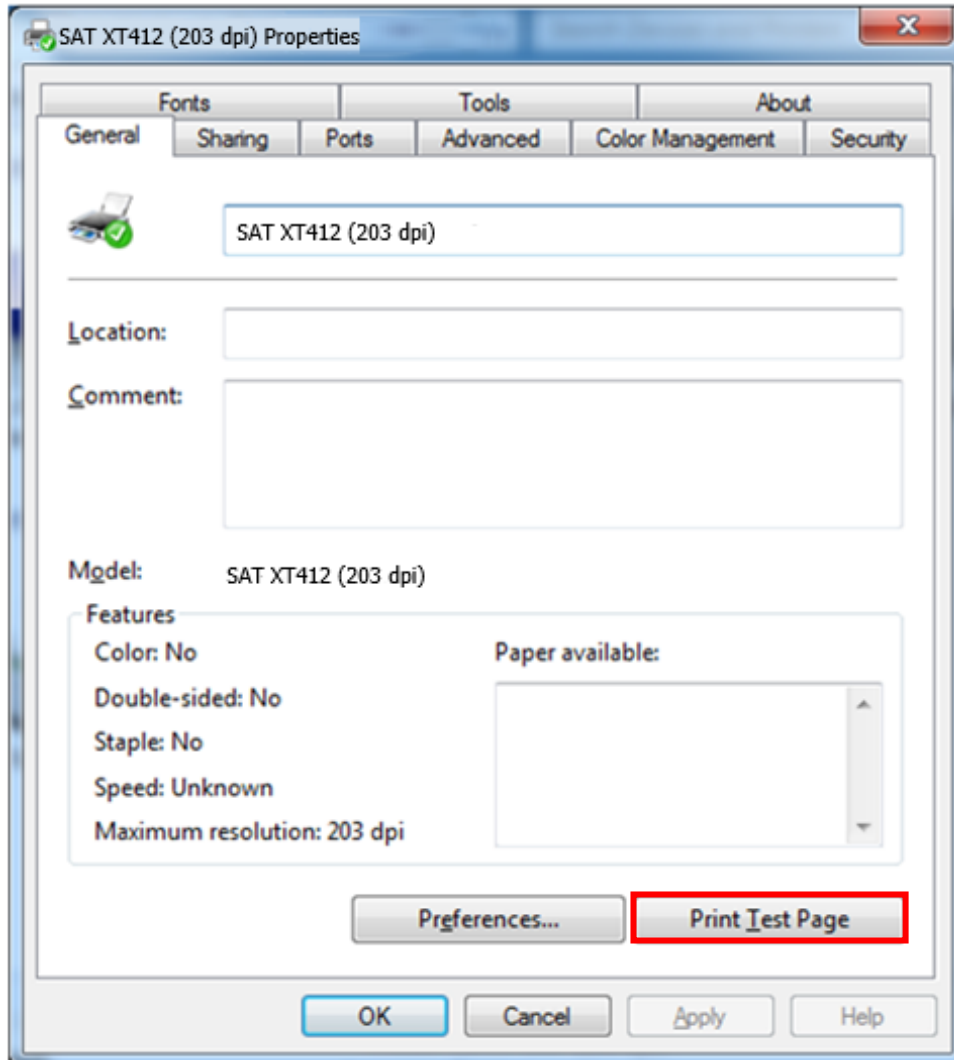 SAT XT412 (203 dpi) Properties
Fonts Tools About
General Sharing Ports Advanced Color Management Security
SAT XT412 (203 dpi)
Location:
Comment:
Model: SAT XT412 (203 dpi)
Features
Color: No Paper available:
Double-sided: No
Staple: No
Speed: Unknown
Maximum resolution: 203 dpi
Preferences... Print Test Page
OK Cancel Apply Help